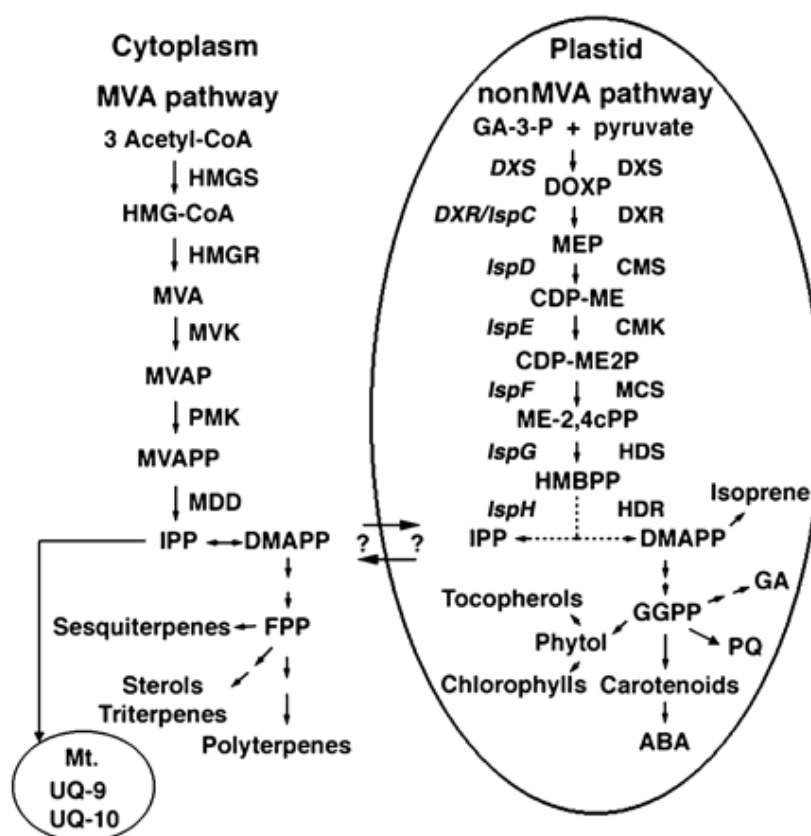 Cytoplasm
MVA pathway
3 Acetyl-CoA
HMGS
HMG-CoA
HMGR
MVA
MVK
MVAP
PMK
MVAPP
MDD
IPP DMAPP
Sesquiterpenes FPP
Sterols
Triterpenes
Polyterpenes
Mt.
UQ-9
UQ-10
? ?
Plastid
nonMVA pathway
GA-3-P + pyruvate
DXS DXS
DOXP
DXR/IspC DXR
MEP
IspD CMS
CDP-ME
IspE CMK
CDP-ME2P
IspF MCS
ME-2,4cPP
IspG HDS
HMBPP
IspH HDR
Isoprene
IPP DMAPP
Tocopherols GGPP GA
Phytol PQ
Chlorophylls Carotenoids
ABA